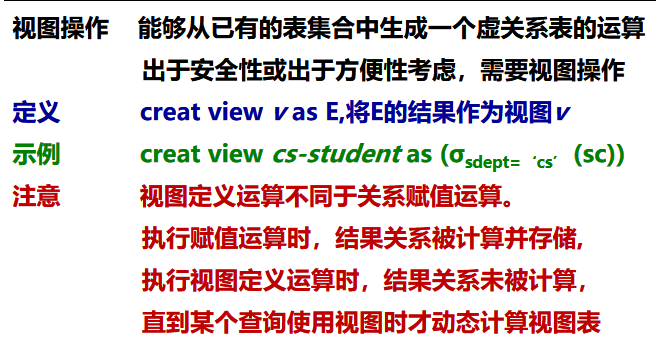 视图操作 能够从已有的表集合中生成一个虚关系表的运算
出于安全性或出于方便性考虑，需要视图操作
定义 creat view v as E,将E的结果作为视图v
示例 creat view cs-student as (σsdept=‘cs’(sc))
注意 视图定义运算不同于关系赋值运算。
执行赋值运算时，结果关系被计算并存储,
执行视图定义运算时，结果关系未被计算，
直到某个查询使用视图时才动态计算视图表